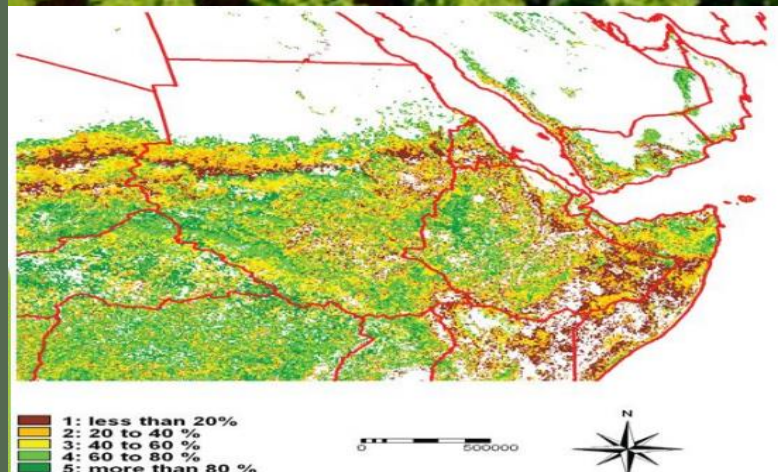 1: less than 20%
2: 20 to 40 %
3: 40 to 60 %
4: 60 to 80 %
5: more than 80 %
0 500000
N